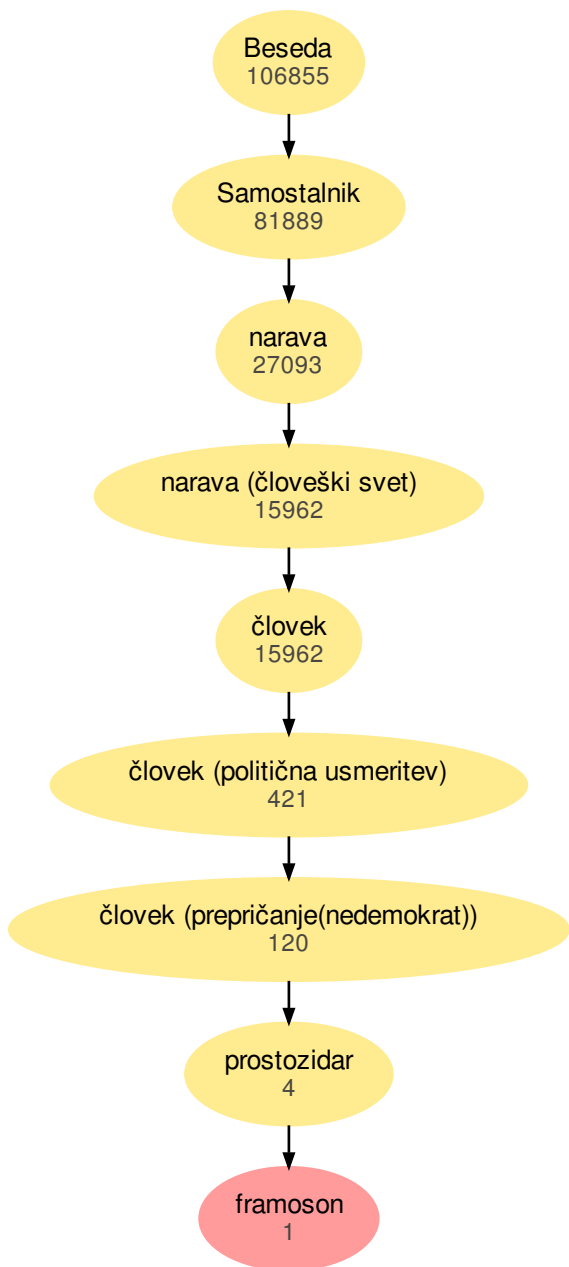 Beseda
106855
Samostalnik
81889
narava
27093
narava (človeški svet)
15962
človek
15962
človek (politična usmeritev)
421
človek (prepričanje(nedemokrat))
120
prostozidar
4
framoson
1